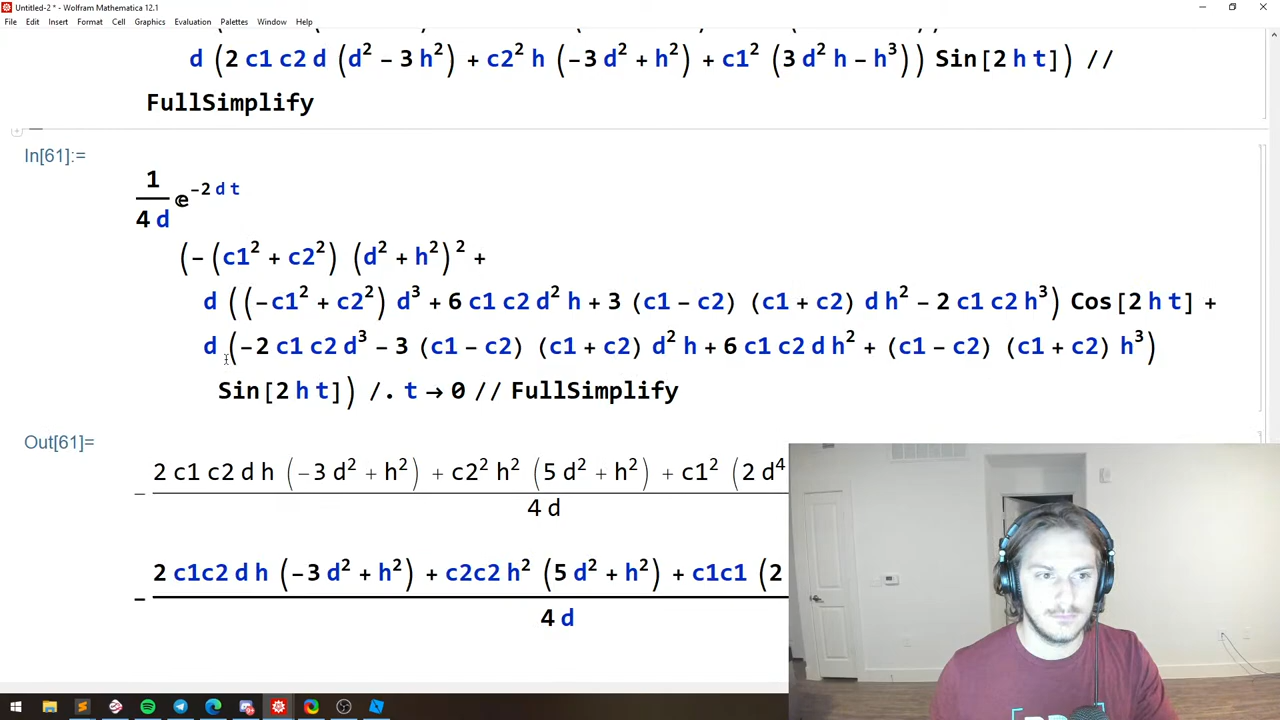 Untitled-2 * - Wolfram Mathematica 12.1
File Edit Insert Format Cell Graphics Evaluation Palettes Window Help
d (2 c1 c2 d (d² − 3 h²) + c2² h (−3 d² + h²) + c1² (3 d² h − h³)) Sin[2 h t]) //
FullSimplify
In[61]:=
1/(4 d) ⅇ^(−2 d t)
(− (c1² + c2²) (d² + h²)² +
d ((−c1² + c2²) d³ + 6 c1 c2 d² h + 3 (c1 − c2) (c1 + c2) d h² − 2 c1 c2 h³) Cos[2 h t] +
d (−2 c1 c2 d³ − 3 (c1 − c2) (c1 + c2) d² h + 6 c1 c2 d h² + (c1 − c2) (c1 + c2) h³)
Sin[2 h t]) /. t → 0 // FullSimplify
Out[61]=
− 2 c1 c2 d h (−3 d² + h²) + c2² h² (5 d² + h²) + c1² (2 d⁴
4 d
− 2 c1c2 d h (−3 d² + h²) + c2c2 h² (5 d² + h²) + c1c1 (2
4 d